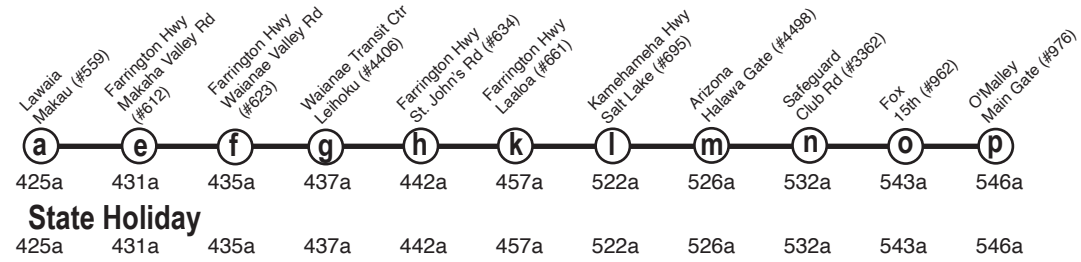 Lawaia
Makau (#559)
Farrington Hwy
Makaha Valley Rd
(#612)
Farrington Hwy
Waianae Valley Rd
(#623)
Waianae Transit Ctr
Leihoku (#4406)
Farrington Hwy
St. John's Rd (#634)
Farrington Hwy
Laaloa (#661)
Kamehameha Hwy
Salt Lake (#695)
Arizona
Halawa Gate (#4498)
Safeguard
Club Rd (#3362)
Fox
15th (#962)
O'Malley
Main Gate (#976)
a e f g h k l m n o p
425a 431a 435a 437a 442a 457a 522a 526a 532a 543a 546a
State Holiday
425a 431a 435a 437a 442a 457a 522a 526a 532a 543a 546a